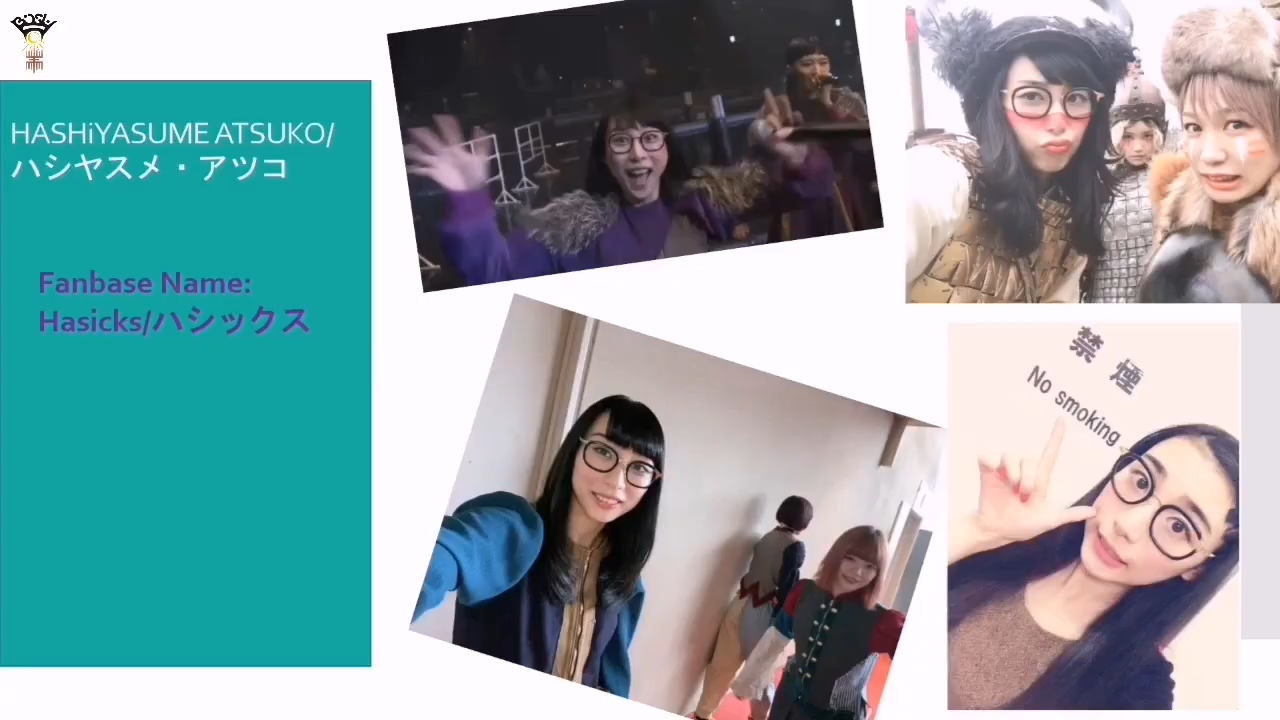 HASHiYASUME ATSUKO/
ハシヤスメ・アツコ
Fanbase Name:
Hasicks/ハシックス
禁煙
No smoking